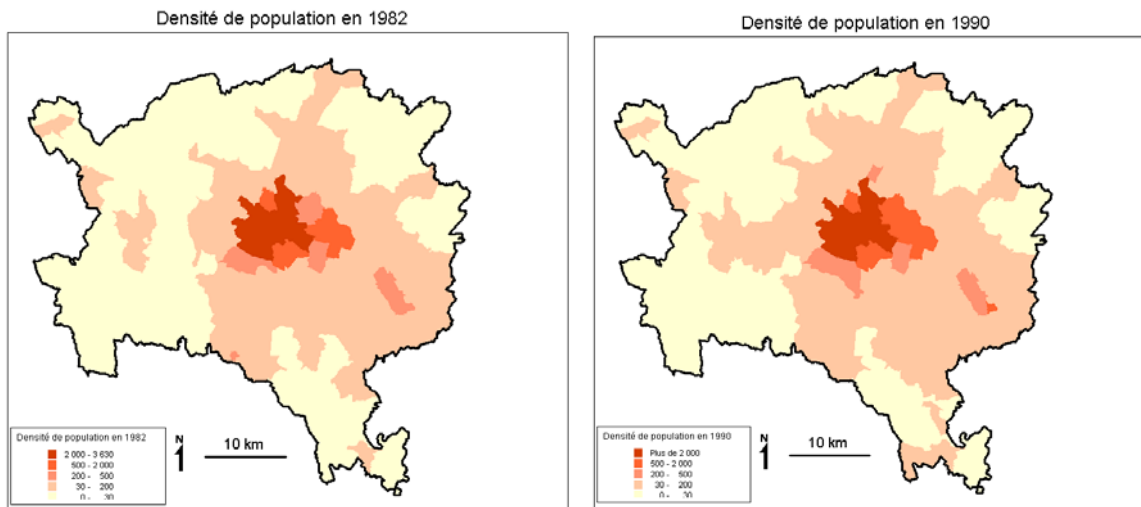 Densité de population en 1982
N
10 km
Densité de population en 1982
2 000 - 3 630
500 - 2 000
200 - 500
30 - 200
0 - 30
Densité de population en 1990
N
10 km
Densité de population en 1990
Plus de 2 000
500 - 2 000
200 - 500
30 - 200
0 - 30